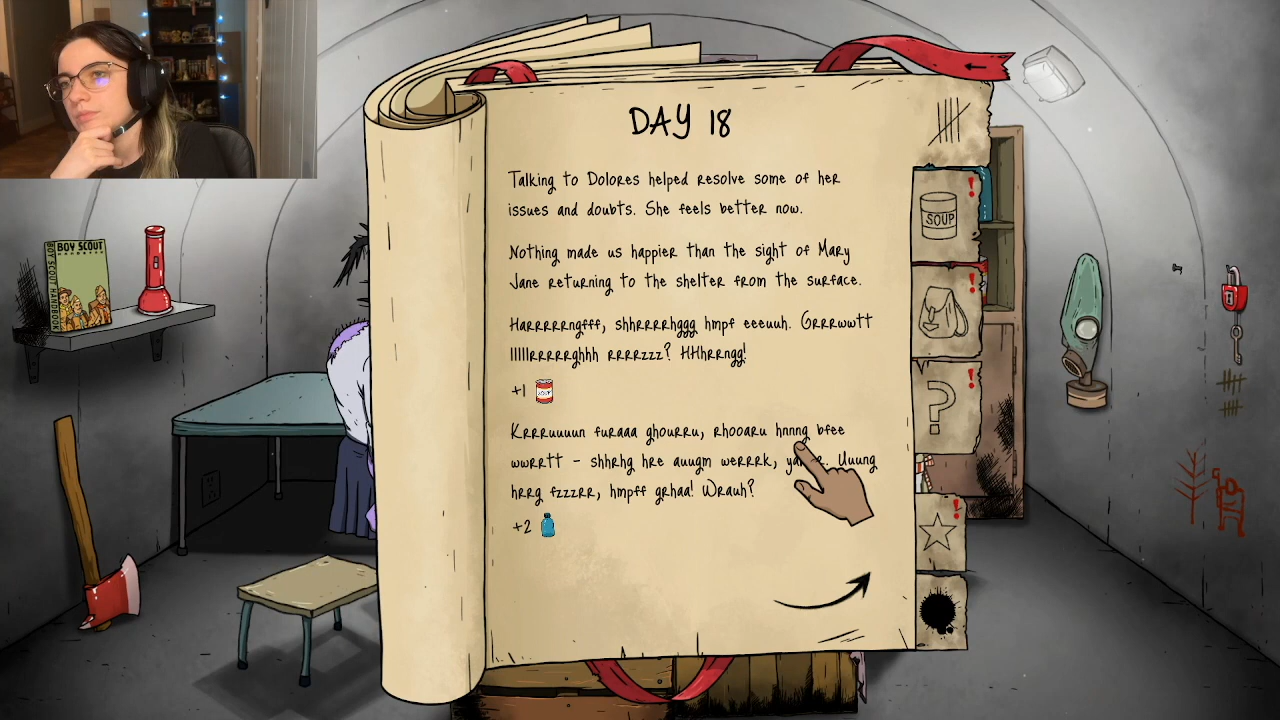 DAY 18
Talking to Dolores helped resolve some of her
issues and doubts. She feels better now.
Nothing made us happier than the sight of Mary
Jane returning to the shelter from the surface.
Harrrrrngfff, shhrrrrhggg hmpf eeeuuh. Grrrwwtt
lllllrrrrrghhh rrrrzzz? HHhrrngg!
+1 SOUP
Krrruuuun furaaa ghourru, rhooaru hnnng bfee
wwrrtt - shhrhg hre auugm werrrk, Uuung
hrrg fzzzrr, hmpff grhaa! Wrauh?
+2
SOUP
!
!
?
!
!
BOY SCOUT
BOY SCOUT HANDBOOK